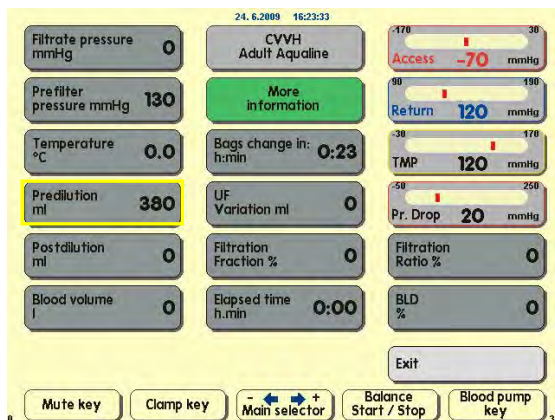 24. 6.2009 16:23:33
Filtrate pressure
mmHg 0
CVVH
Adult Aqualine
-170 30
Access -70 mmHg
Prefilter
pressure mmHg 130
More
information
90 190
Return 120 mmHg
Temperature
°C 0.0
Bags change in:
h:min 0:23
-30 170
TMP 120 mmHg
Predilution
ml 380
UF
Variation ml 0
-50 250
Pr. Drop 20 mmHg
Postdilution
ml 0
Filtration
Fraction % 0
Filtration
Ratio % 0
Blood volume
l 0
Elapsed time
h.min 0:00
BLD
% 0
Exit
Mute key
Clamp key
- +
Main selector
Balance
Start / Stop
Blood pump
key